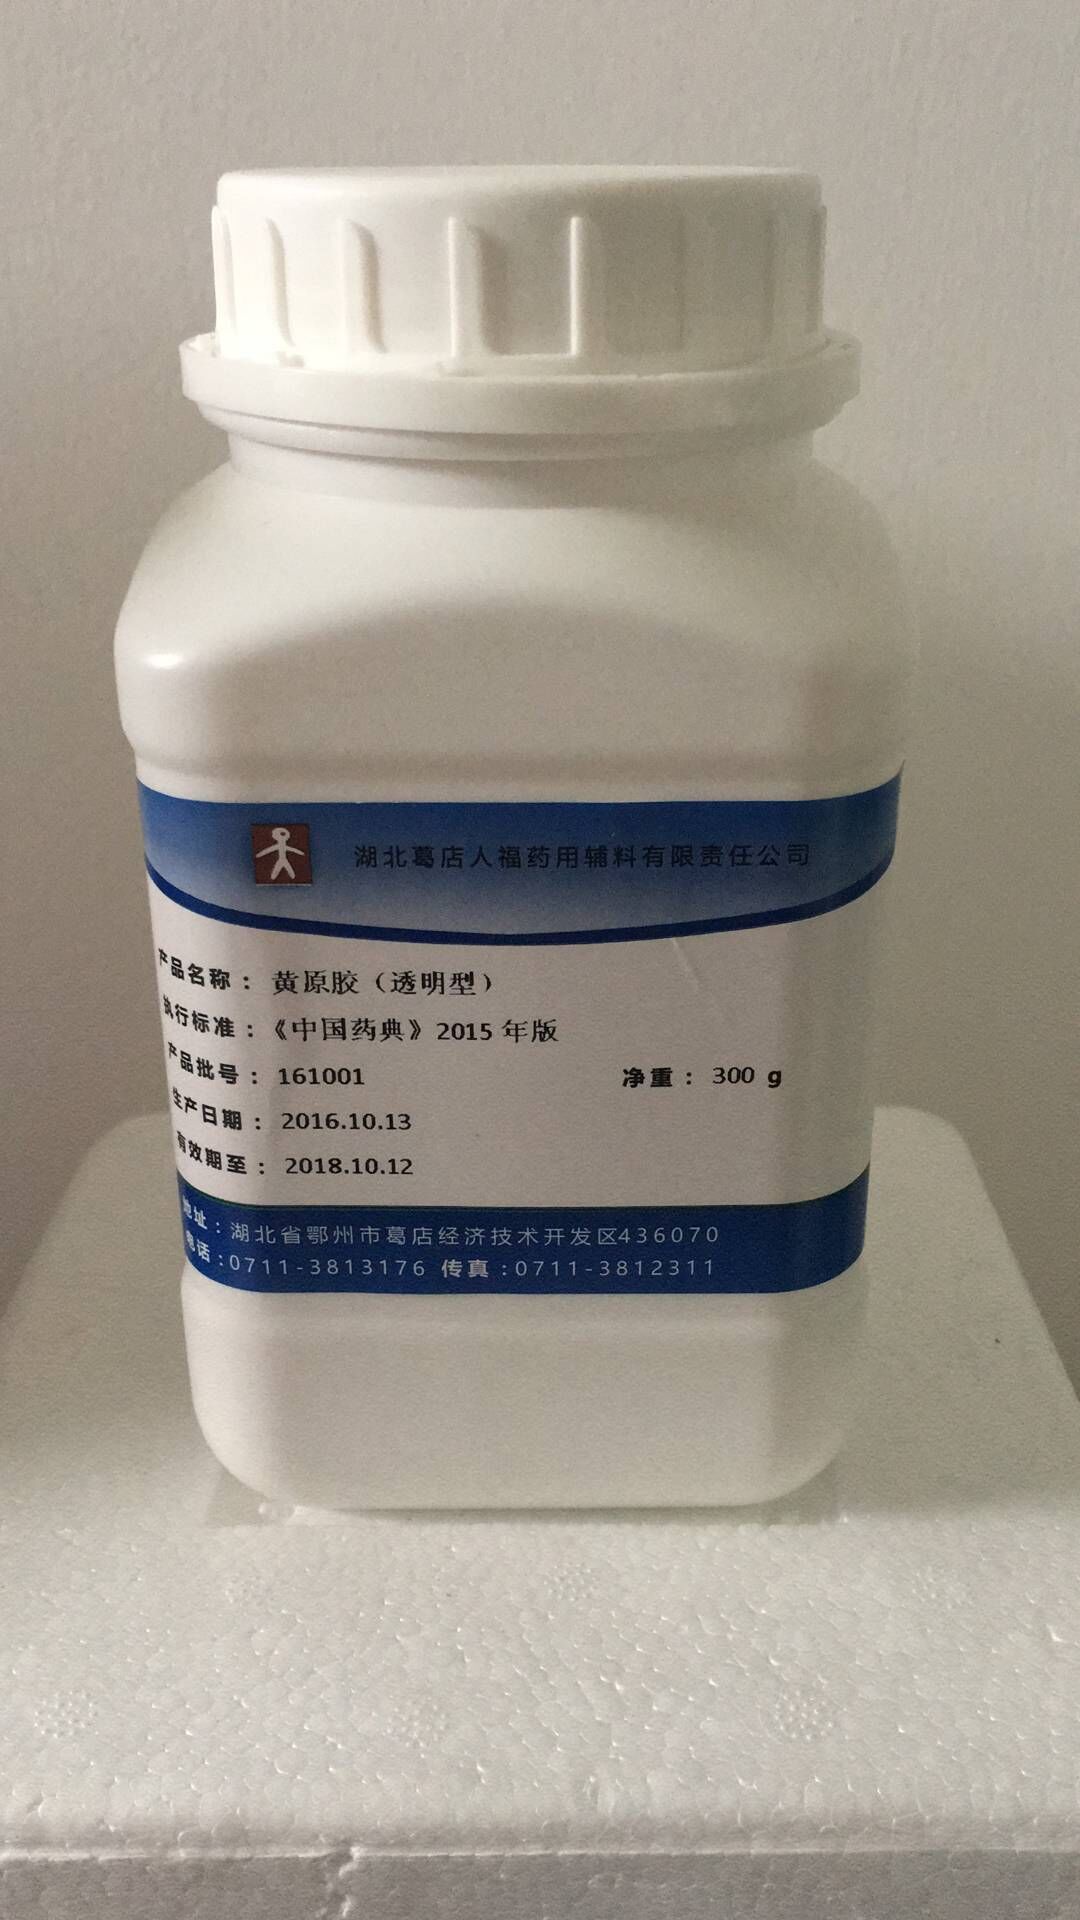 湖北葛店人福药用辅料有限责任公司
产品名称：黄原胶（透明型）
执行标准：《中国药典》2015年版
产品批号：161001 净重：300 g
生产日期：2016.10.13
有效期至：2018.10.12
地址：湖北省鄂州市葛店经济技术开发区436070
电话:0711-3813176 传真:0711-3812311